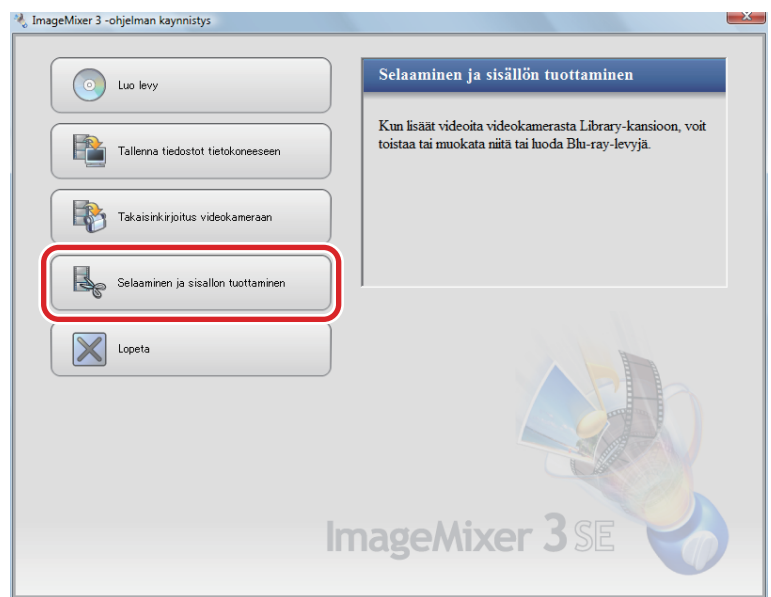 ImageMixer 3 -ohjelman kaynnistys
Luo levy
Tallenna tiedostot tietokoneeseen
Takaisinkirjoitus videokameraan
Selaaminen ja sisallon tuottaminen
Lopeta
Selaaminen ja sisällön tuottaminen
Kun lisäät videoita videokamerasta Library-kansioon, voit
toistaa tai muokata niitä tai luoda Blu-ray-levyjä.
ImageMixer 3 SE